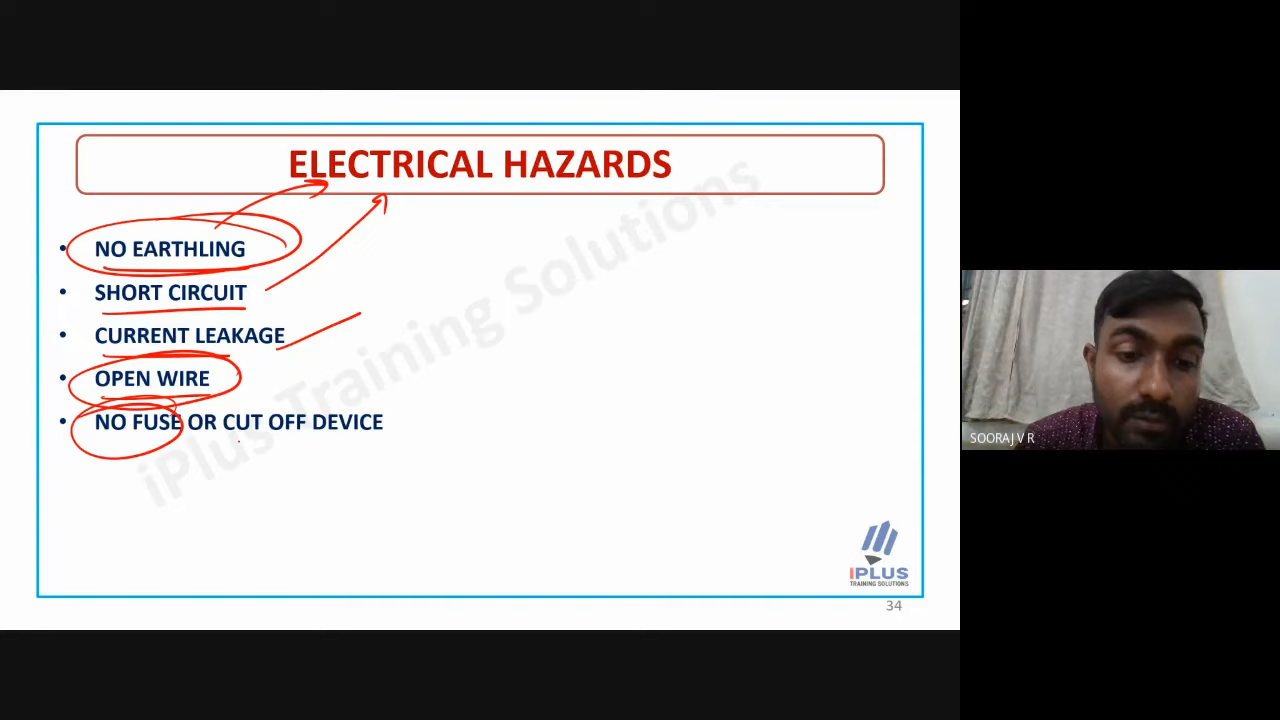 ELECTRICAL HAZARDS
• NO EARTHLING
• SHORT CIRCUIT
• CURRENT LEAKAGE
• OPEN WIRE
• NO FUSE OR CUT OFF DEVICE
iPlus Training Solutions
IPLUS
TRAINING SOLUTIONS
34
SOORAJ V R